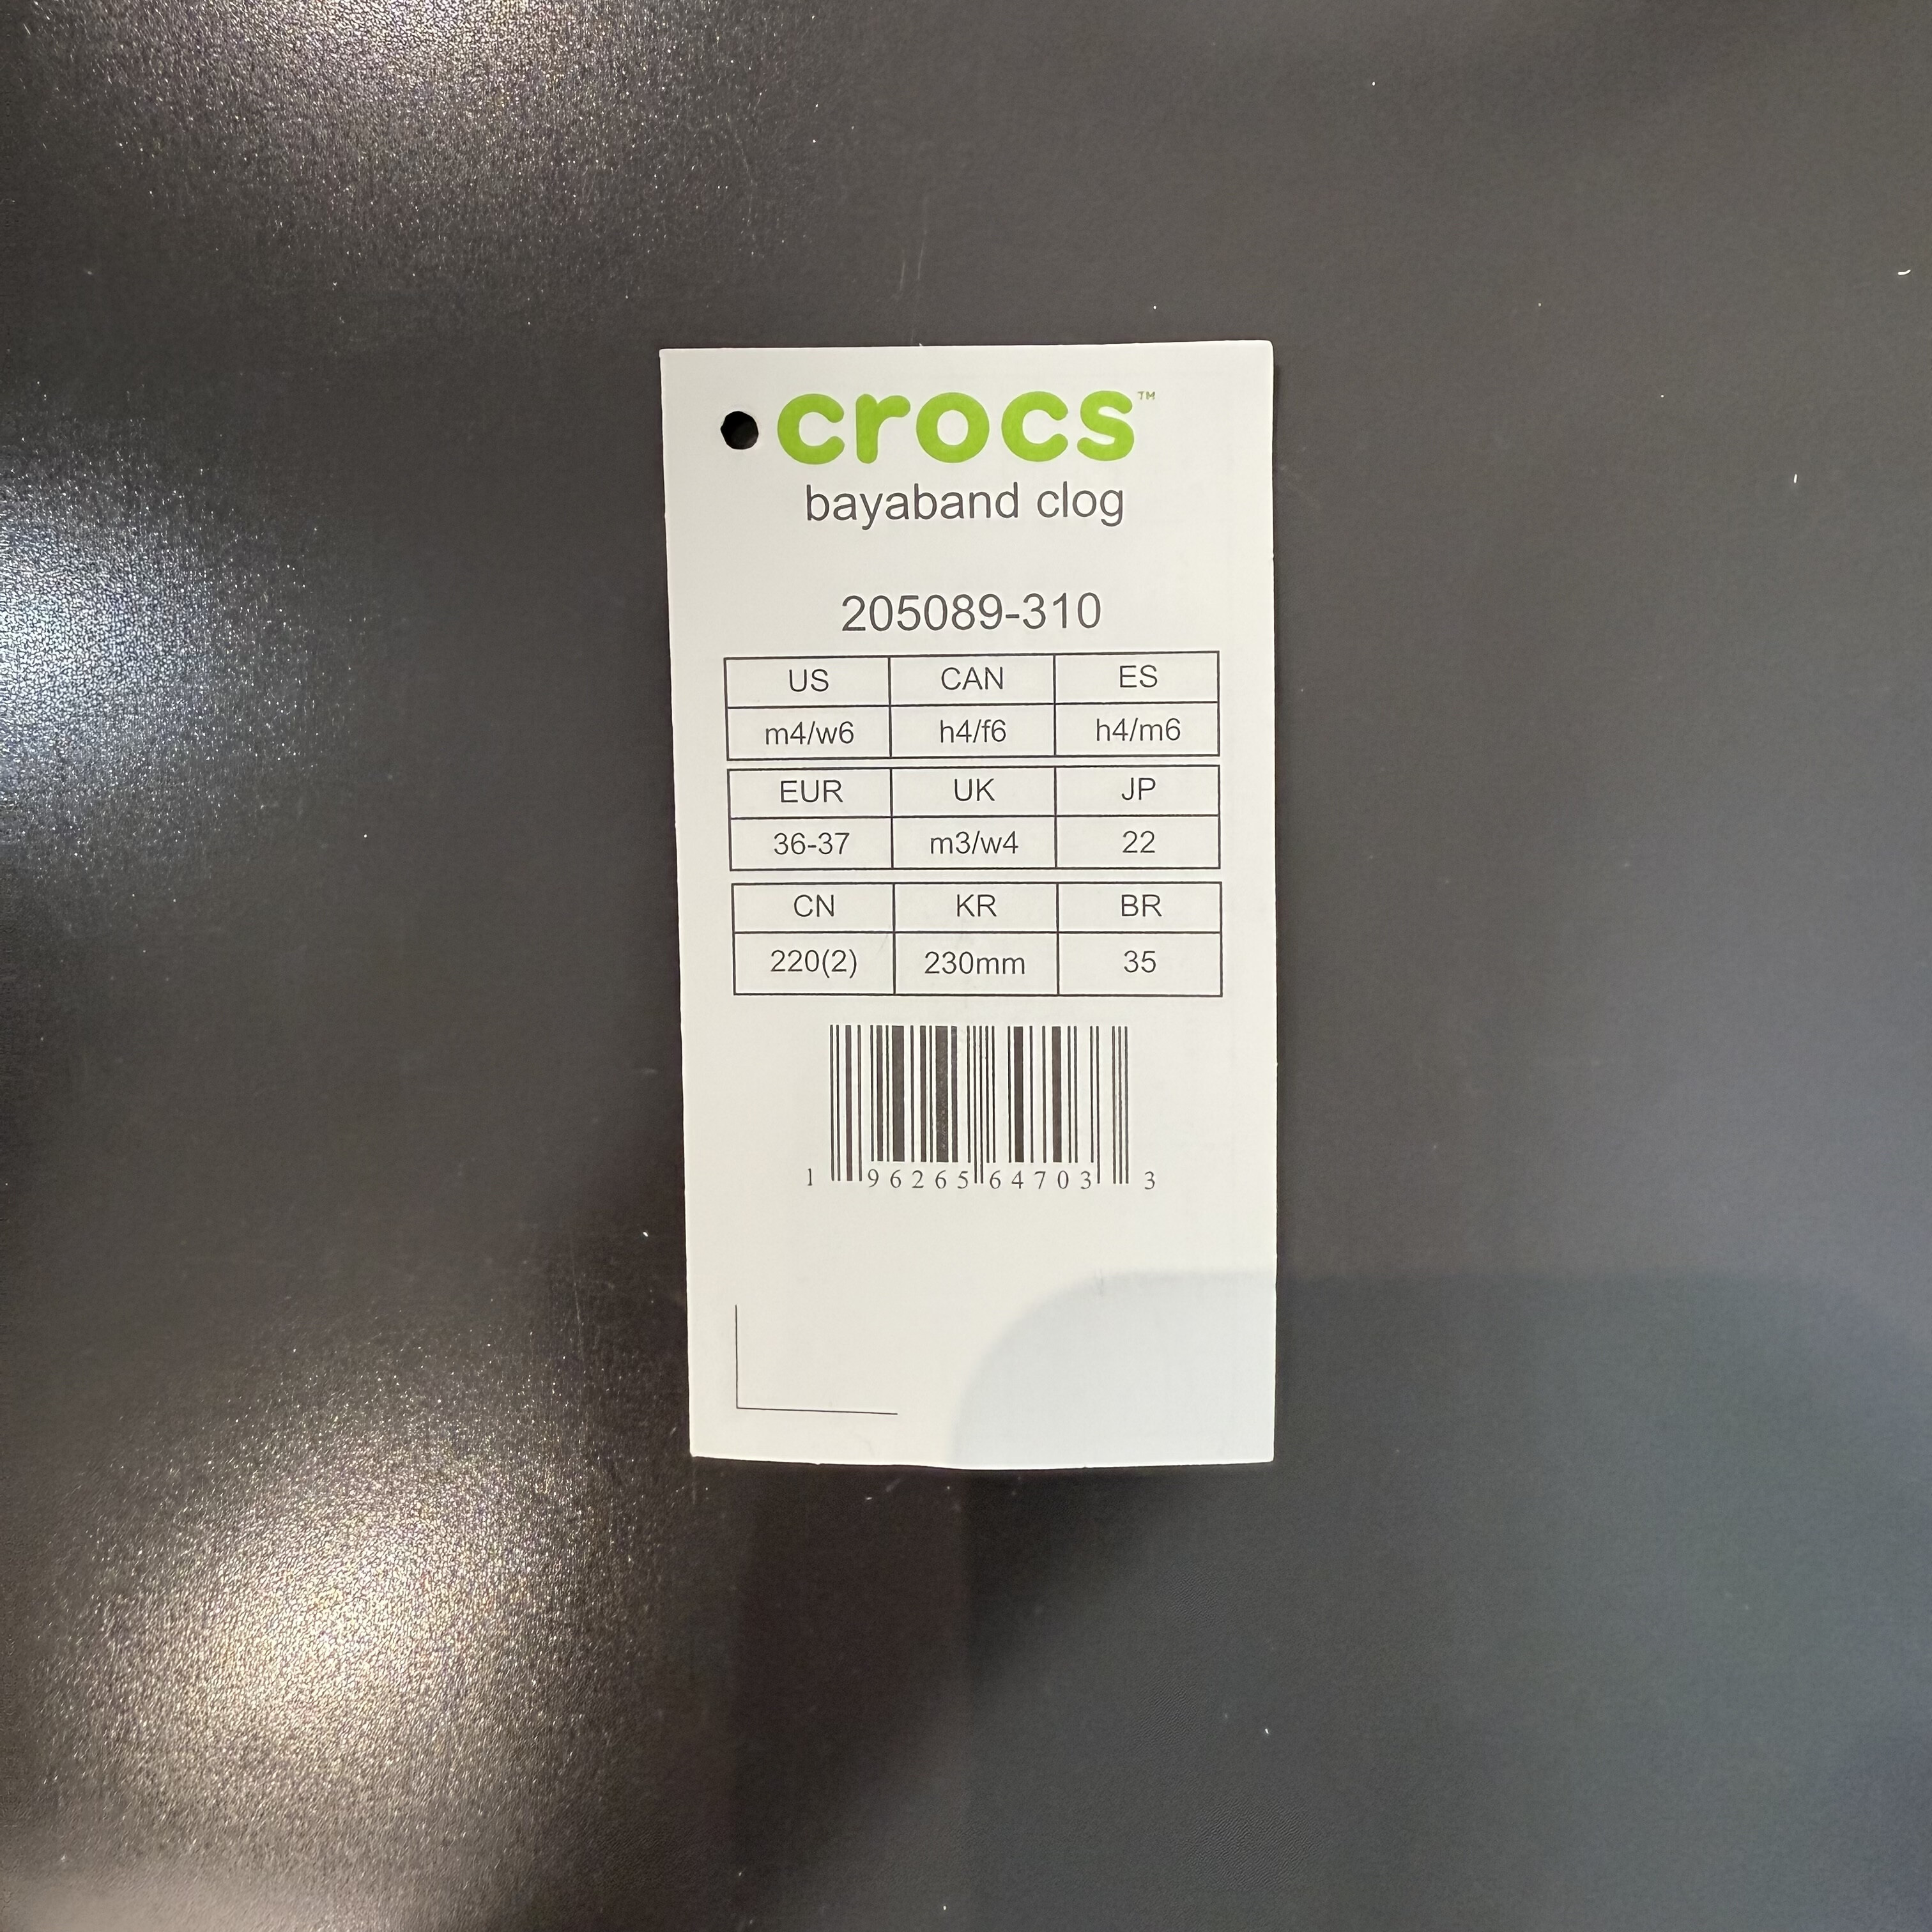 crocs™
bayaband clog
205089-310
US CAN ES
m4/w6 h4/f6 h4/m6
EUR UK JP
36-37 m3/w4 22
CN KR BR
220(2) 230mm 35
1 96265 64703 3